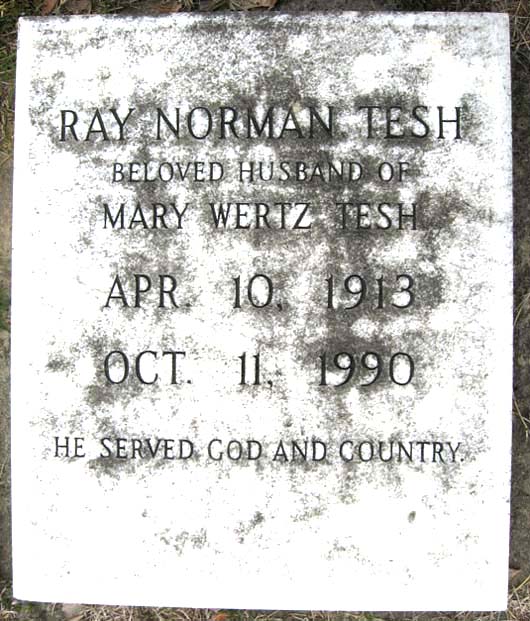 RAY NORMAN TESH
BELOVED HUSBAND OF
MARY WERTZ TESH
APR. 10, 1913
OCT. 11, 1990
HE SERVED GOD AND COUNTRY.